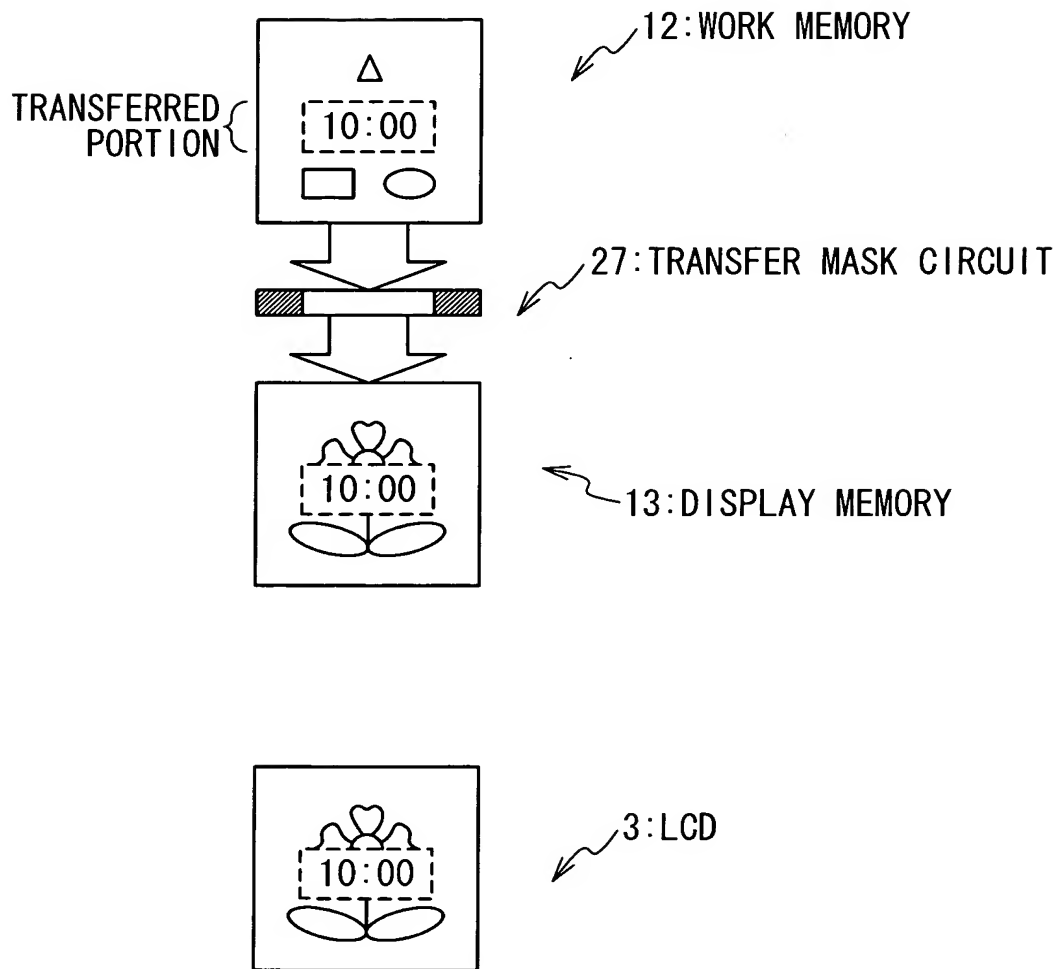 12:WORK MEMORY
TRANSFERRED
PORTION
10:00
27:TRANSFER MASK CIRCUIT
10:00
13:DISPLAY MEMORY
3:LCD
10:00